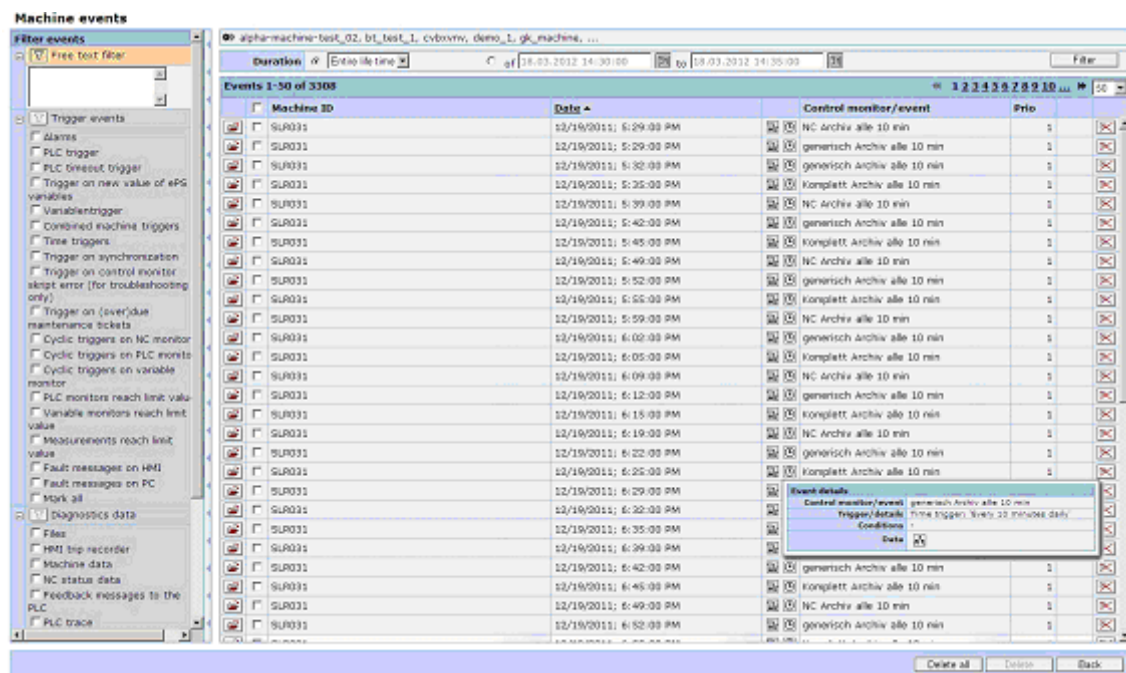 Machine events
Filter events
Free text filter
Trigger events
Alarms
PLC trigger
PLC timeout trigger
Trigger on new value of ePS
variables
Variablentrigger
Combined machine triggers
Time triggers
Trigger on synchronization
Trigger on control monitor
skript error (for troubleshooting
only)
Trigger on (over)due
maintenance tickets
Cyclic triggers on NC monitor
Cyclic triggers on PLC monito
Cyclic triggers on variable
monitor
PLC monitors reach limit valu
Variable monitors reach limit
value
Measurements reach limit
value
Fault messages on HMI
Fault messages on PC
Mark all
Diagnostics data
Files
HMI trip recorder
Machine data
NC status data
Feedback messages to the
PLC
PLC trace
alpha-machine-test_02, bt_test_1, cvbxvnv, demo_1, gk_machine, ...
Duration Entire life time of 18.03.2012 14:30:00 to 18.03.2012 14:35:00 Filter
Events 1-50 of 3308 « 1 2 3 4 5 6 7 8 9 10 ... » 50
Machine ID Date Control monitor/event Prio
SLR031 12/19/2011; 5:29:00 PM NC Archiv alle 10 min 1
SLR031 12/19/2011; 5:29:00 PM generisch Archiv alle 10 min 1
SLR031 12/19/2011; 5:32:00 PM generisch Archiv alle 10 min 1
SLR031 12/19/2011; 5:35:00 PM Komplett Archiv alle 10 min 1
SLR031 12/19/2011; 5:39:00 PM NC Archiv alle 10 min 1
SLR031 12/19/2011; 5:42:00 PM generisch Archiv alle 10 min 1
SLR031 12/19/2011; 5:45:00 PM Komplett Archiv alle 10 min 1
SLR031 12/19/2011; 5:49:00 PM NC Archiv alle 10 min 1
SLR031 12/19/2011; 5:52:00 PM generisch Archiv alle 10 min 1
SLR031 12/19/2011; 5:55:00 PM Komplett Archiv alle 10 min 1
SLR031 12/19/2011; 5:59:00 PM NC Archiv alle 10 min 1
SLR031 12/19/2011; 6:02:00 PM generisch Archiv alle 10 min 1
SLR031 12/19/2011; 6:05:00 PM Komplett Archiv alle 10 min 1
SLR031 12/19/2011; 6:09:00 PM NC Archiv alle 10 min 1
SLR031 12/19/2011; 6:12:00 PM generisch Archiv alle 10 min 1
SLR031 12/19/2011; 6:15:00 PM Komplett Archiv alle 10 min 1
SLR031 12/19/2011; 6:19:00 PM NC Archiv alle 10 min 1
SLR031 12/19/2011; 6:22:00 PM generisch Archiv alle 10 min 1
SLR031 12/19/2011; 6:25:00 PM Komplett Archiv alle 10 min 1
SLR031 12/19/2011; 6:29:00 PM
SLR031 12/19/2011; 6:32:00 PM
SLR031 12/19/2011; 6:35:00 PM
SLR031 12/19/2011; 6:39:00 PM
Event details
Control monitor/event generisch Archiv alle 10 min
Trigger/details Time trigger: 'Every 10 minutes daily'
Conditions -
Data
SLR031 12/19/2011; 6:42:00 PM generisch Archiv alle 10 min 1
SLR031 12/19/2011; 6:45:00 PM Komplett Archiv alle 10 min 1
SLR031 12/19/2011; 6:49:00 PM NC Archiv alle 10 min 1
SLR031 12/19/2011; 6:52:00 PM generisch Archiv alle 10 min 1
Delete all Delete Back